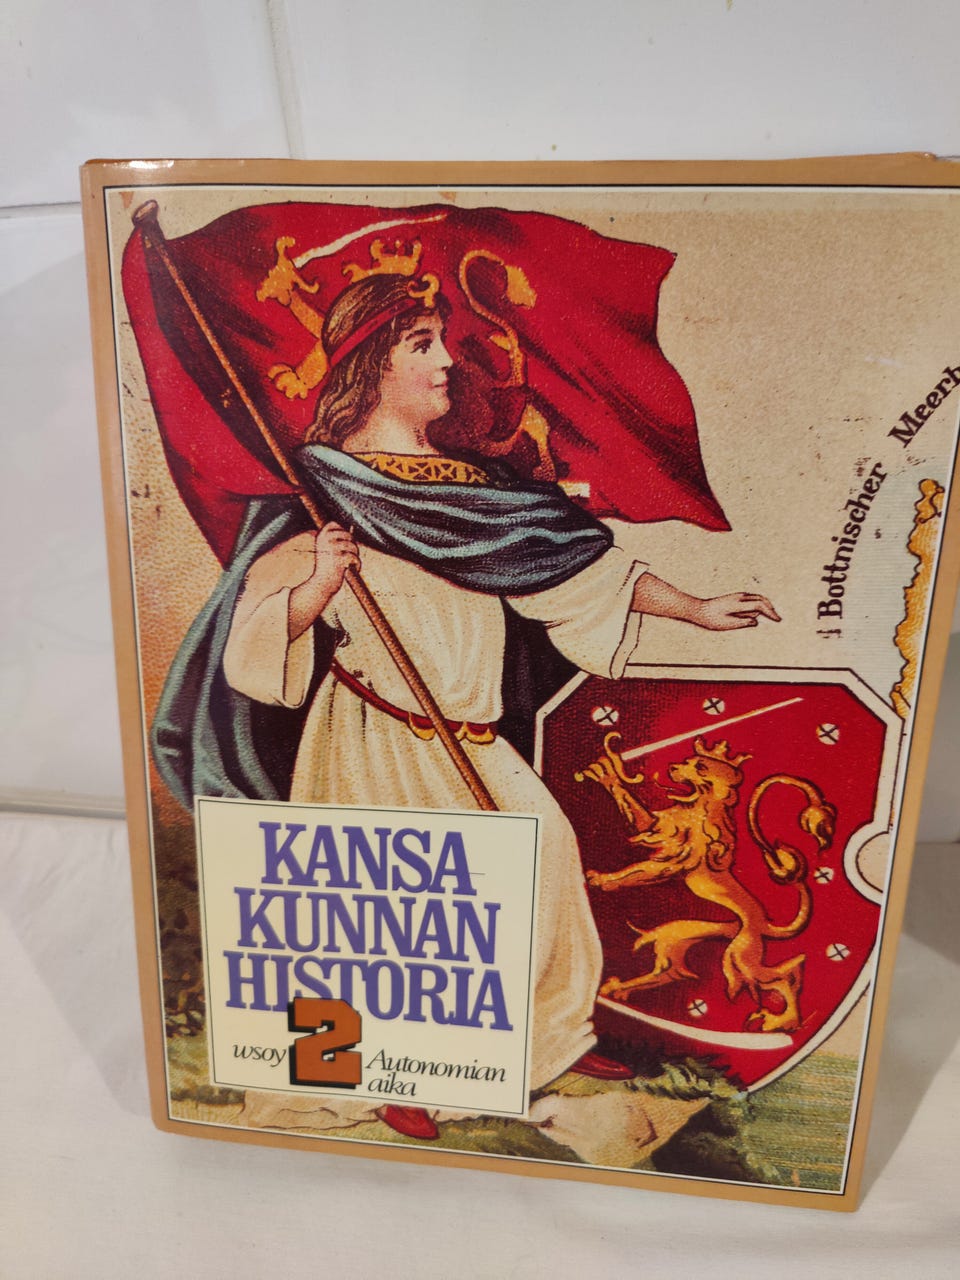 Bottnischer Meerb
KANSA-
KUNNAN
HISTORIA
wsoy 2 Autonomian
aika